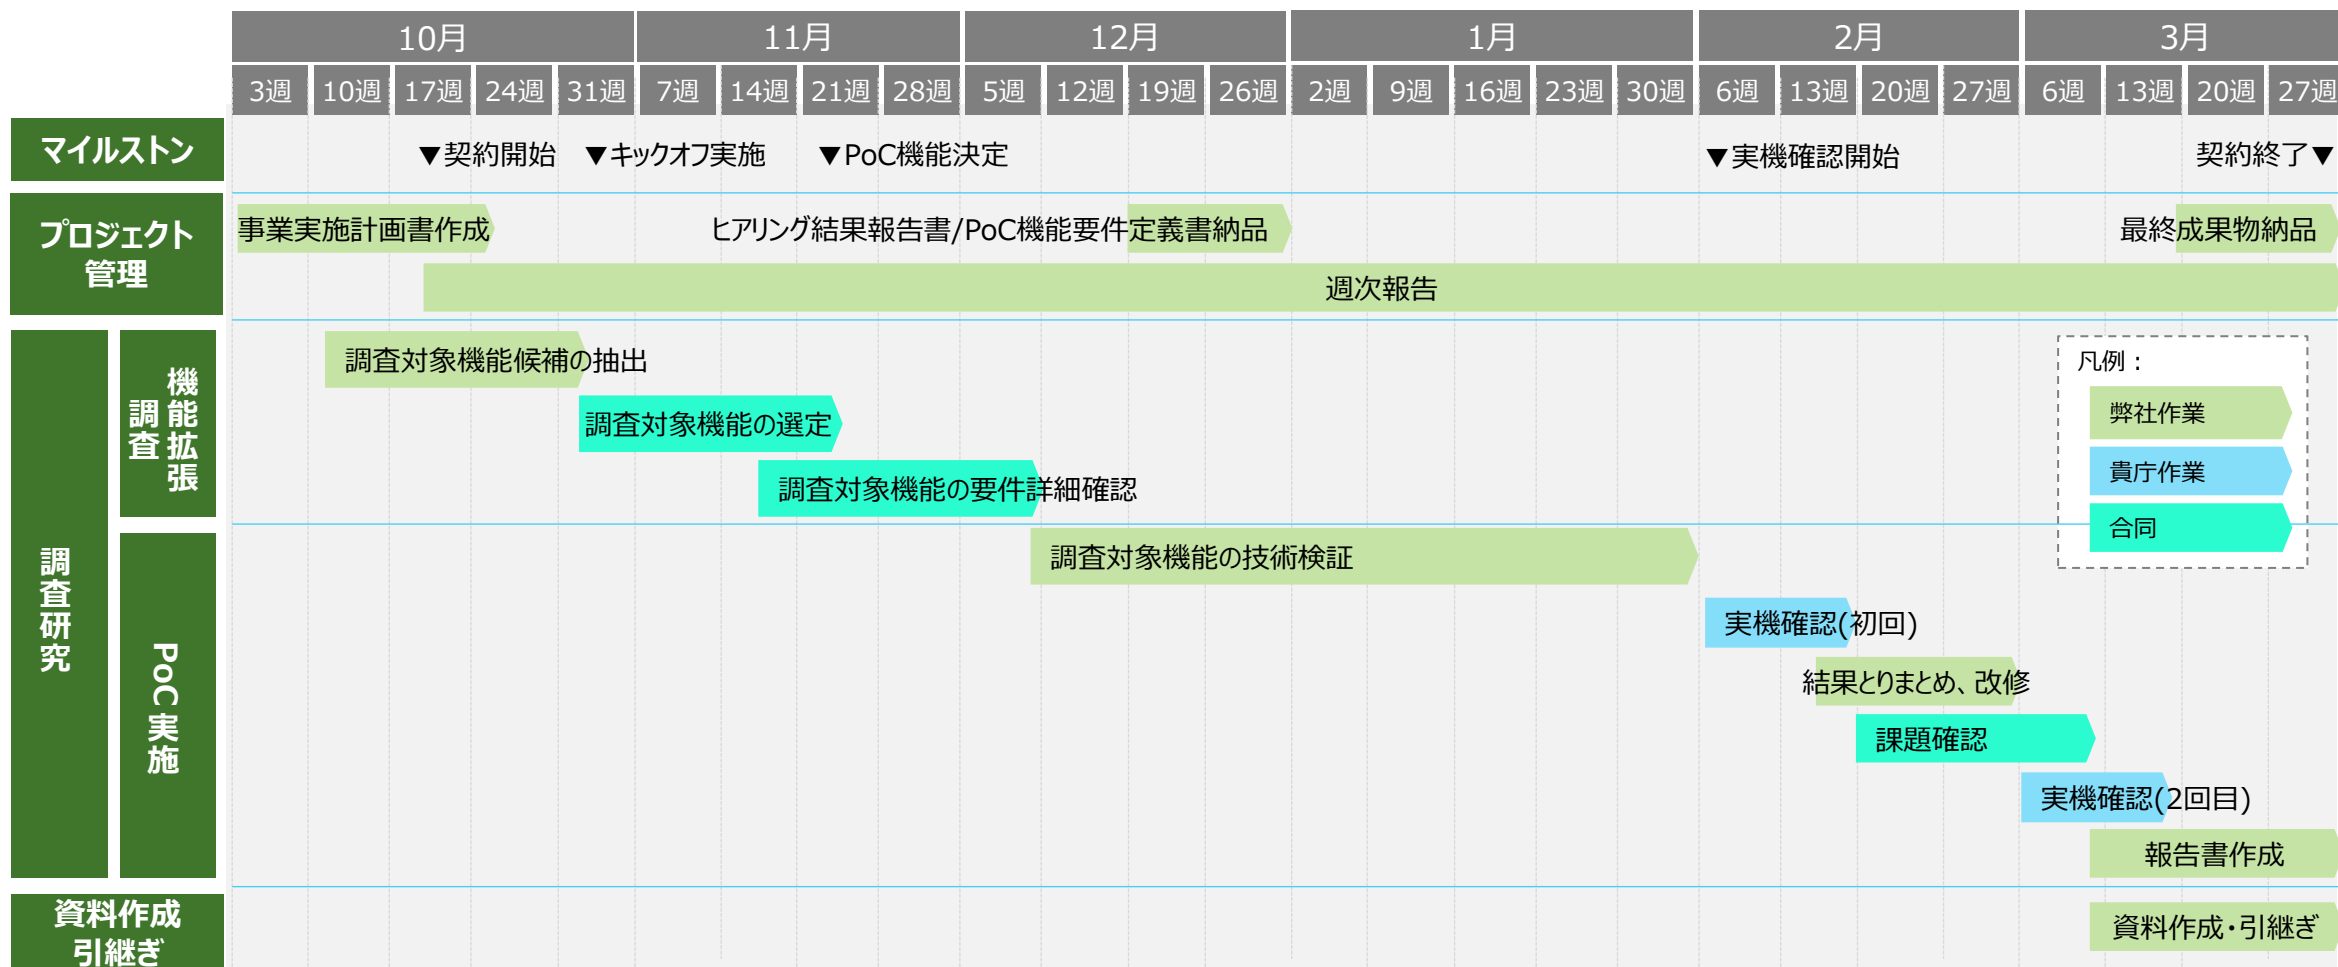 10月 11月 12月 1月 2月 3月
3週 10週 17週 24週 31週 7週 14週 21週 28週 5週 12週 19週 26週 2週 9週 16週 23週 30週 6週 13週 20週 27週 6週 13週 20週 27週
マイルストン
▼契約開始 ▼キックオフ実施 ▼PoC機能決定 ▼実機確認開始 契約終了▼
プロジェクト
管理
事業実施計画書作成 ヒアリング結果報告書/PoC機能要件定義書納品 最終成果物納品
週次報告
調査研究
機能拡張
調査
調査対象機能候補の抽出
調査対象機能の選定
調査対象機能の要件詳細確認
凡例：
弊社作業
貴庁作業
合同
PoC実施
調査対象機能の技術検証
実機確認(初回)
結果とりまとめ、改修
課題確認
実機確認(2回目)
報告書作成
資料作成
引継ぎ
資料作成・引継ぎ